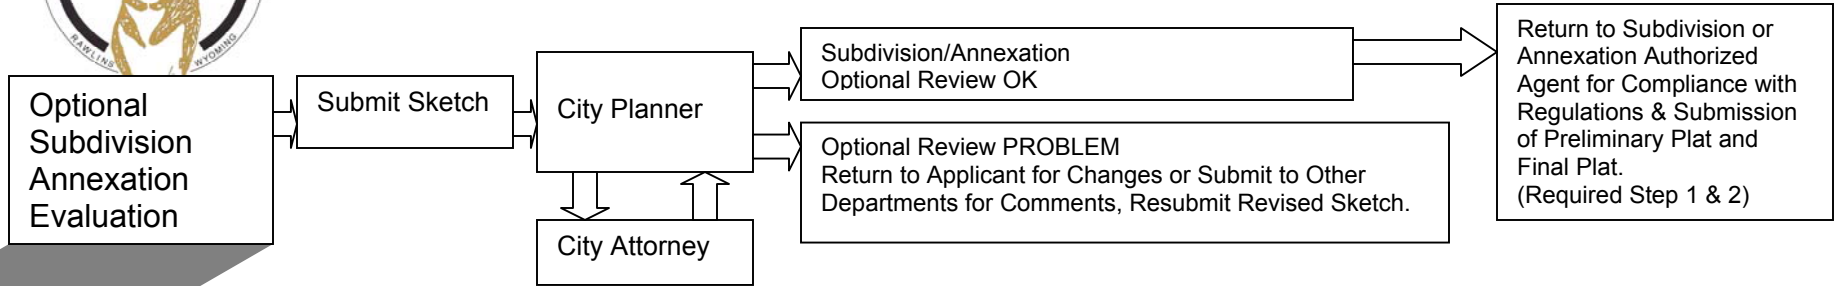 RAWLINS WYOMING
Optional
Subdivision
Annexation
Evaluation
Submit Sketch
City Planner
City Attorney
Subdivision/Annexation
Optional Review OK
Optional Review PROBLEM
Return to Applicant for Changes or Submit to Other
Departments for Comments, Resubmit Revised Sketch.
Return to Subdivision or
Annexation Authorized
Agent for Compliance with
Regulations & Submission
of Preliminary Plat and
Final Plat.
(Required Step 1 & 2)